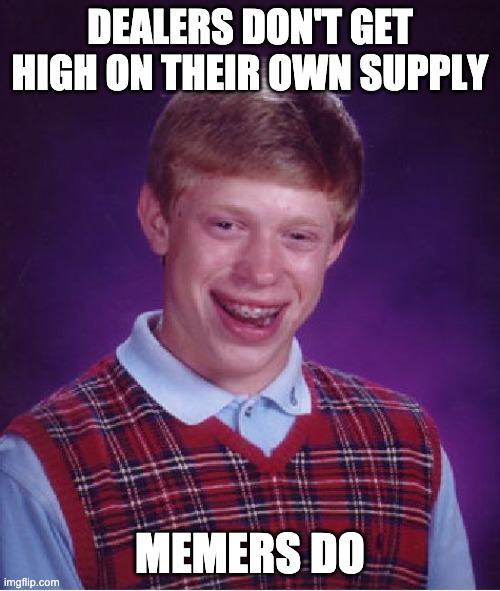 DEALERS DON'T GET
HIGH ON THEIR OWN SUPPLY
MEMERS DO
imgflip.com